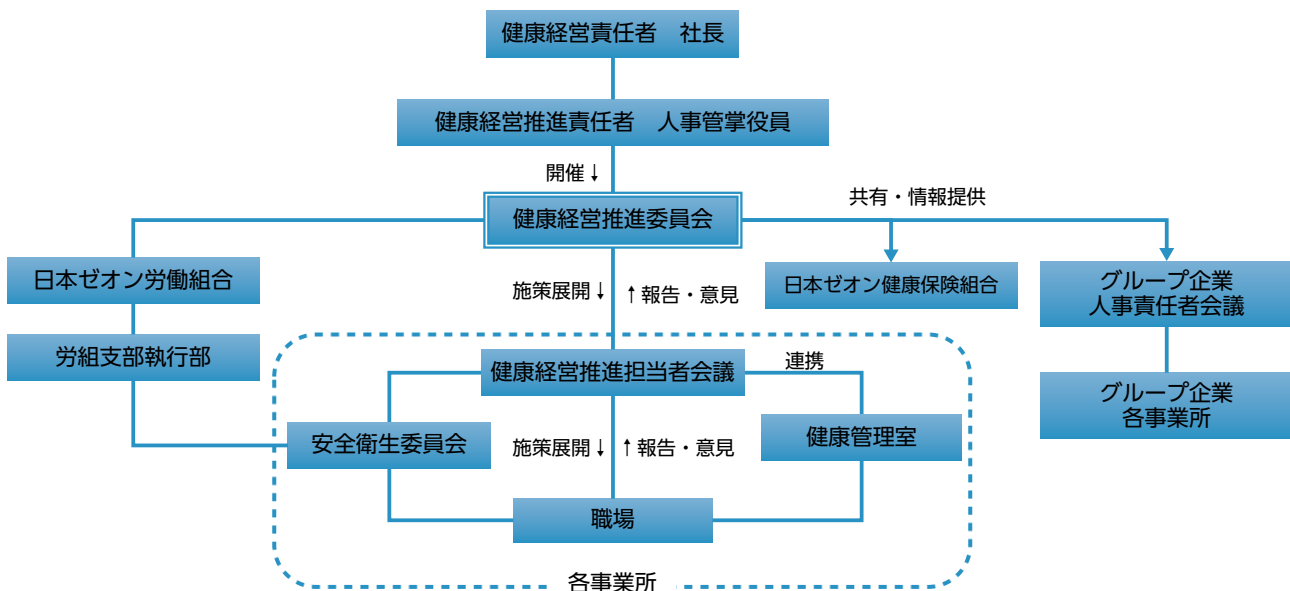 健康経営責任者　社長
健康経営推進責任者　人事管掌役員
開催↓
健康経営推進委員会
共有・情報提供
日本ゼオン労働組合
日本ゼオン健康保険組合
グループ企業
人事責任者会議
施策展開↓
↑報告・意見
労組支部執行部
健康経営推進担当者会議
連携
グループ企業
各事業所
安全衛生委員会
施策展開↓
↑報告・意見
健康管理室
職場
各事業所